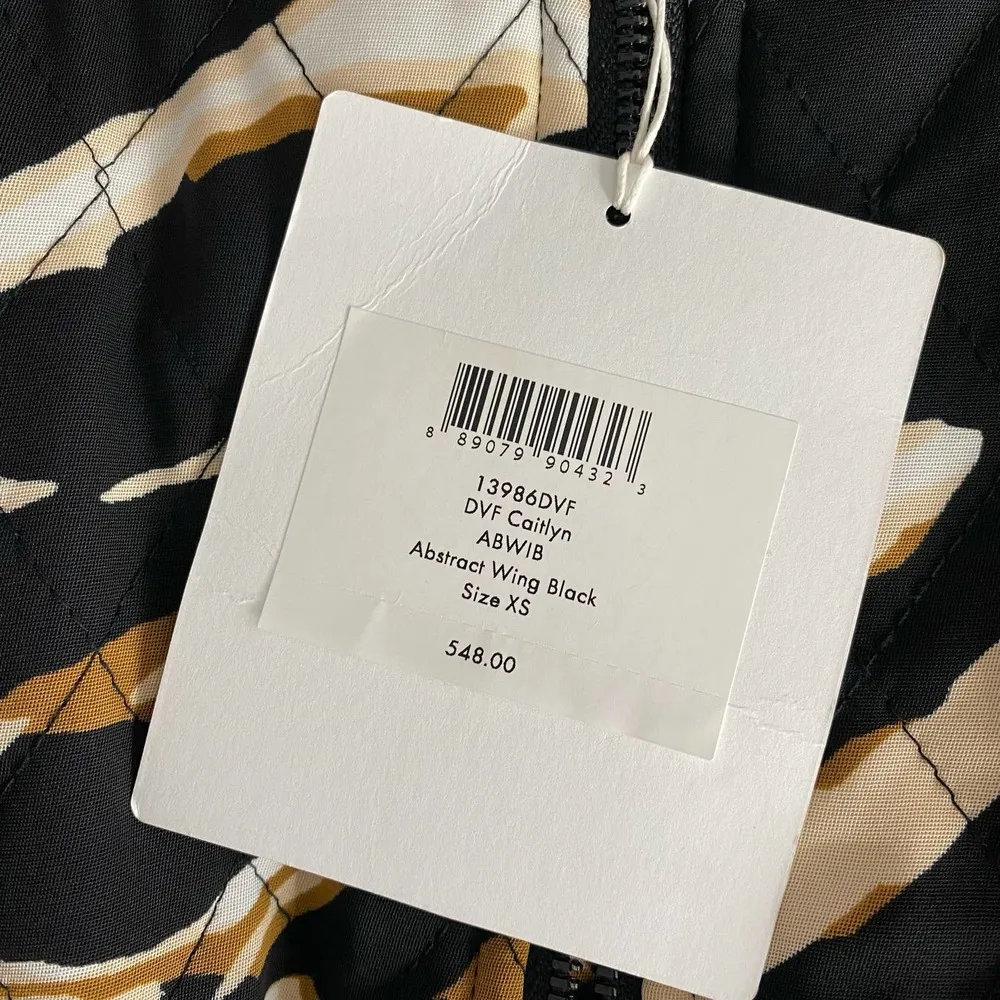 8 89079 90432 3
13986DVF
DVF Caitlyn
ABWIB
Abstract Wing Black
Size XS
548.00